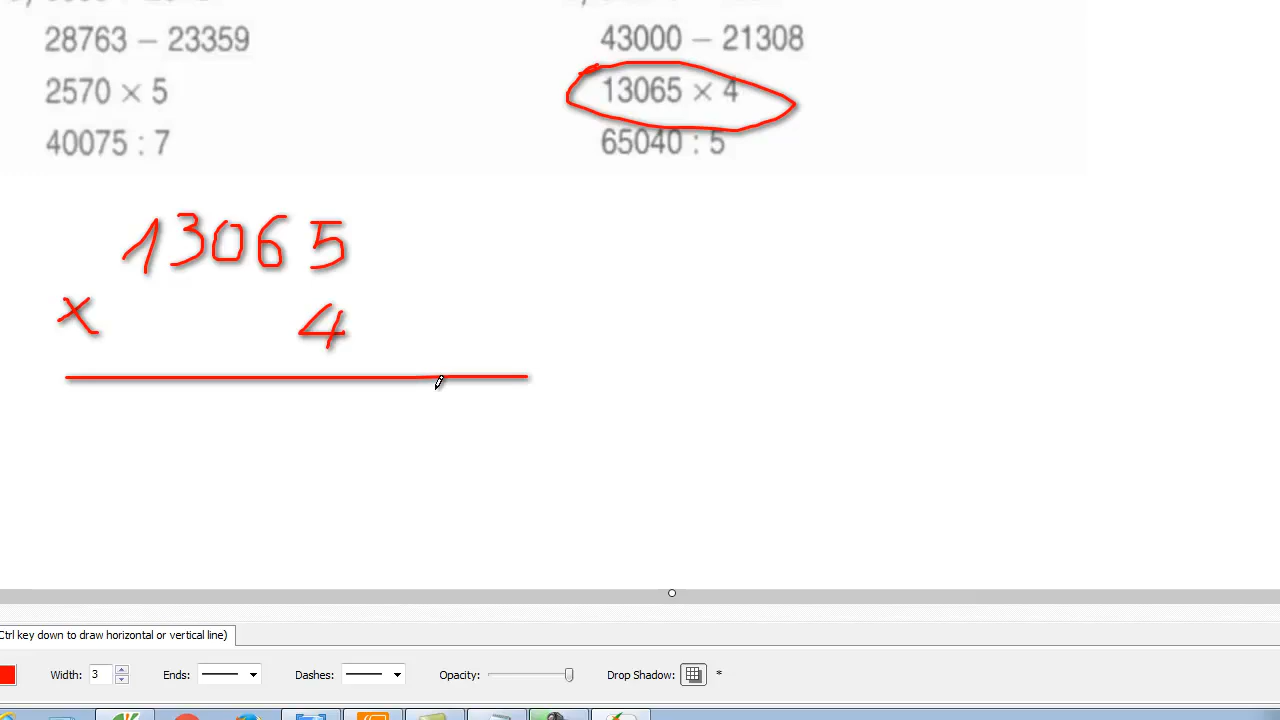 28763 – 23359
2570 × 5
40075 : 7
43000 – 21308
13065 × 4
65040 : 5
13065
×
4
Ctrl key down to draw horizontal or vertical line)
Width: 3 Ends: Dashes: Opacity: Drop Shadow: *